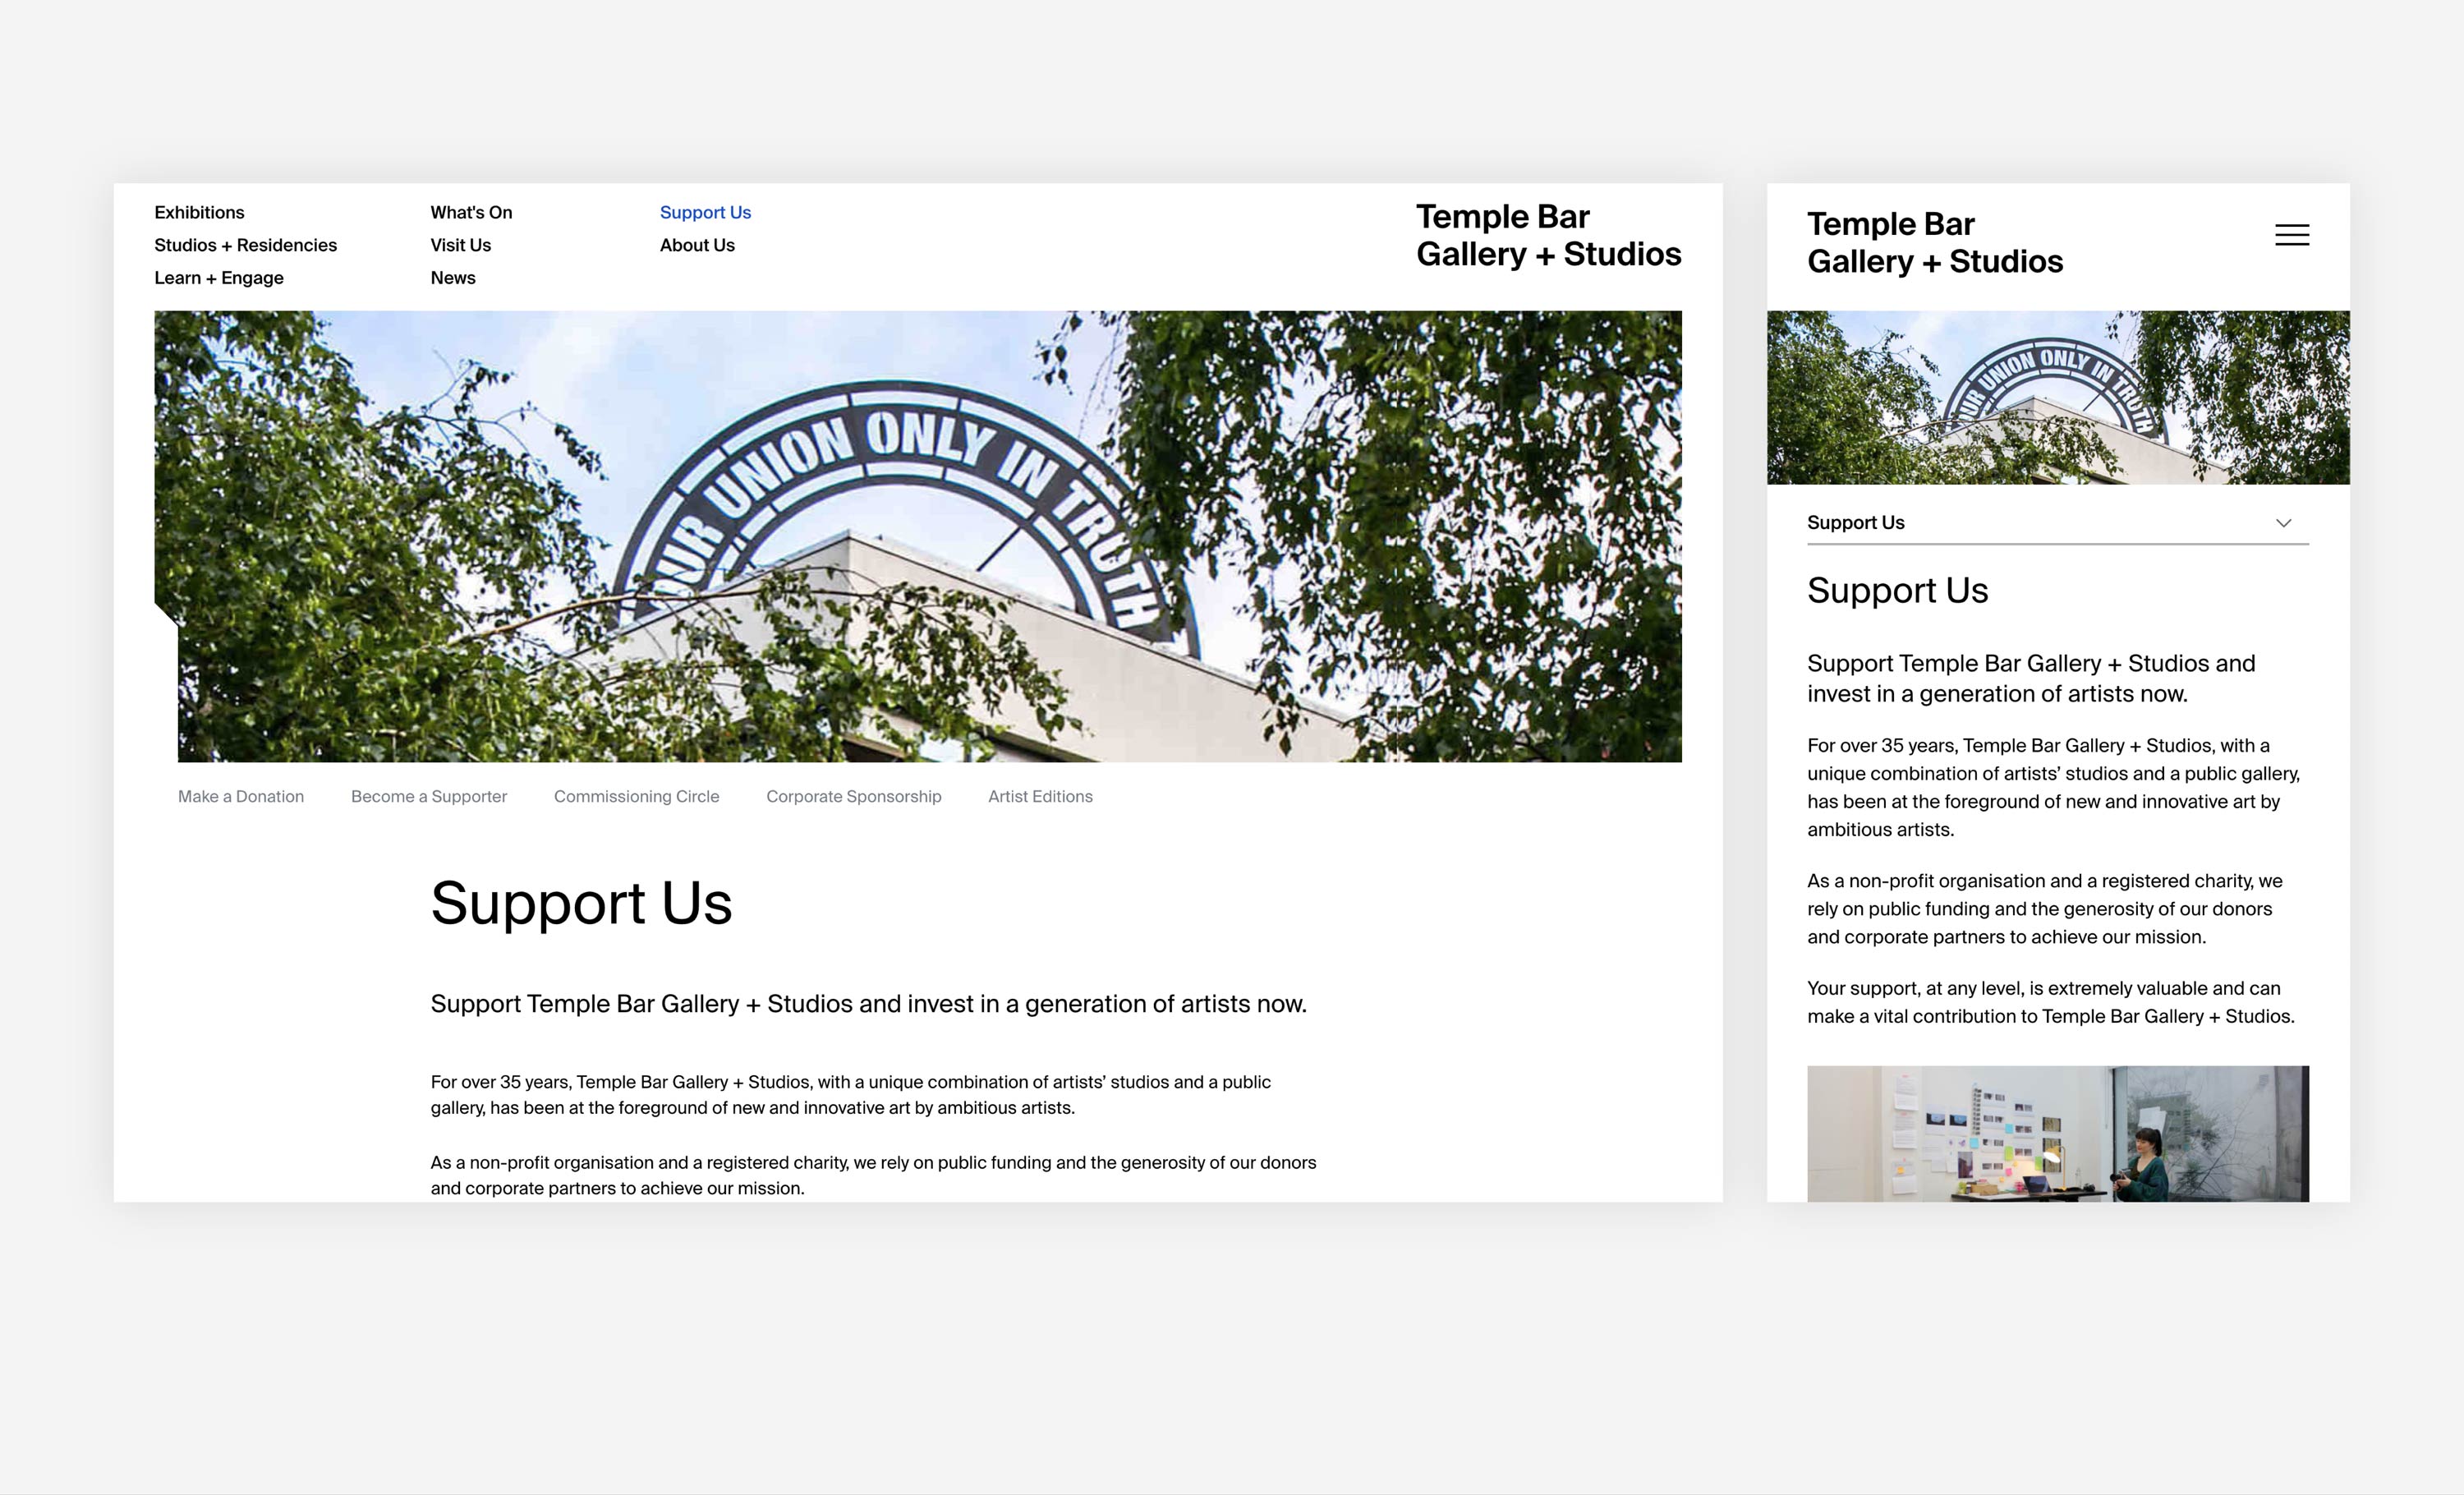 Exhibitions
Studios + Residencies
Learn + Engage
What's On
Visit Us
News
Support Us
About Us
Temple Bar
Gallery + Studios
OUR UNION ONLY IN TRUTH
Make a Donation
Become a Supporter
Commissioning Circle
Corporate Sponsorship
Artist Editions
Support Us
Support Temple Bar Gallery + Studios and invest in a generation of artists now.
For over 35 years, Temple Bar Gallery + Studios, with a unique combination of artists’ studios and a public
gallery, has been at the foreground of new and innovative art by ambitious artists.
As a non-profit organisation and a registered charity, we rely on public funding and the generosity of our donors
and corporate partners to achieve our mission.
Temple Bar
Gallery + Studios
OUR UNION ONLY IN TRUTH
Support Us
Support Us
Support Temple Bar Gallery + Studios and
invest in a generation of artists now.
For over 35 years, Temple Bar Gallery + Studios, with a
unique combination of artists’ studios and a public gallery,
has been at the foreground of new and innovative art by
ambitious artists.
As a non-profit organisation and a registered charity, we
rely on public funding and the generosity of our donors
and corporate partners to achieve our mission.
Your support, at any level, is extremely valuable and can
make a vital contribution to Temple Bar Gallery + Studios.